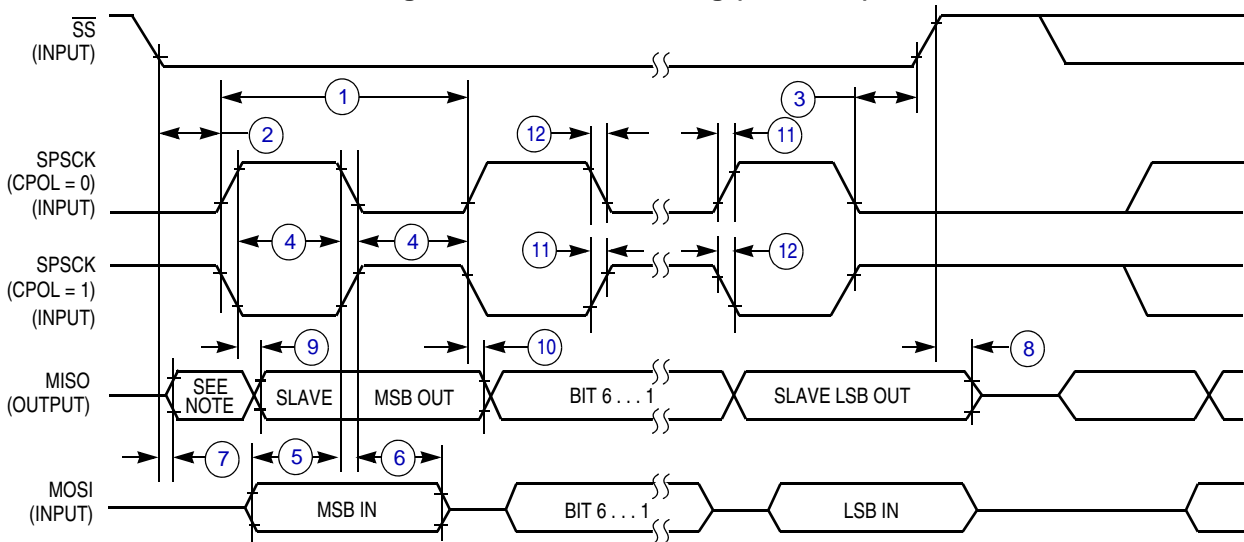 SS
(INPUT)
1
3
2
12
11
SPSCK
(CPOL = 0)
(INPUT)
4
4
11
12
SPSCK
(CPOL = 1)
(INPUT)
9
10
8
MISO
(OUTPUT)
SEE
NOTE
SLAVE
MSB OUT
BIT 6 . . . 1
SLAVE LSB OUT
7
5
6
MOSI
(INPUT)
MSB IN
BIT 6 . . . 1
LSB IN